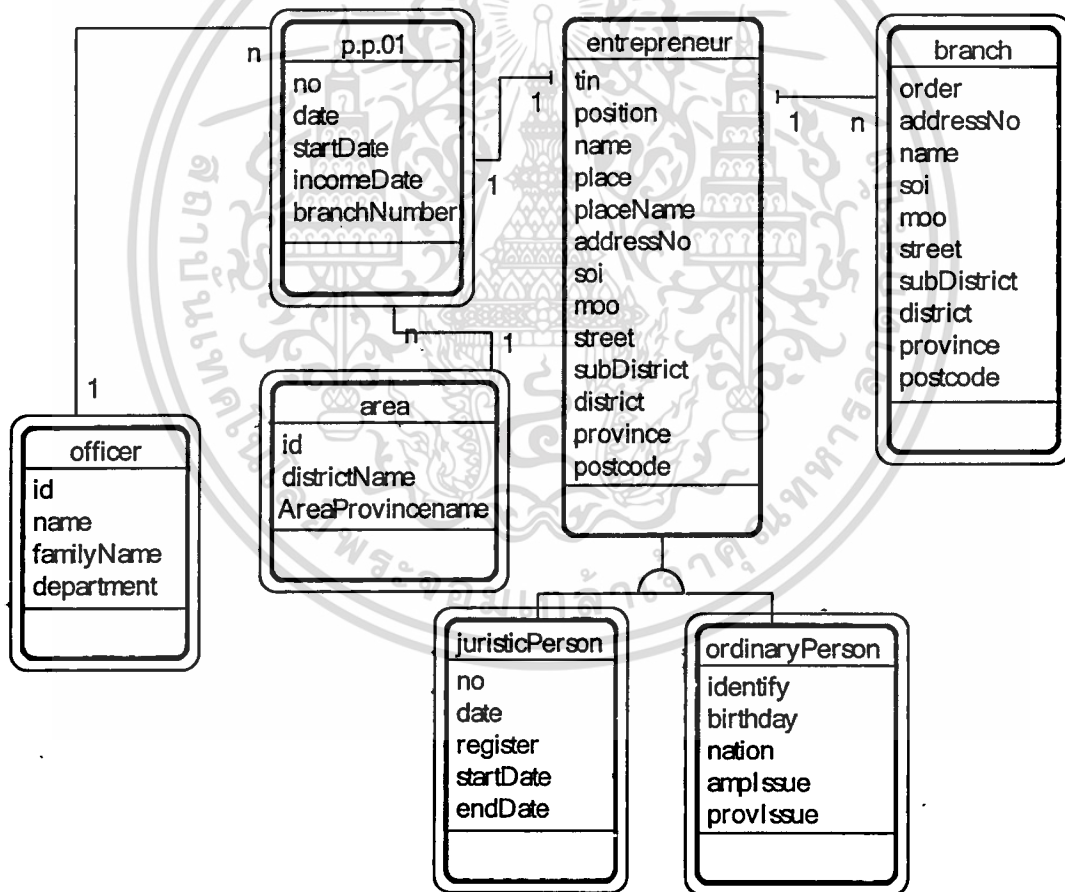 p.p.01
no
date
startDate
incomeDate
branchNumber
entrepreneur
tin
position
name
place
placeName
addressNo
soi
moo
street
subDistrict
district
province
postcode
branch
order
addressNo
name
soi
moo
street
subDistrict
district
province
postcode
n
1
1
1
n
n
1
1
officer
id
name
familyName
department
area
id
districtName
AreaProvincename
juristicPerson
no
date
register
startDate
endDate
ordinaryPerson
identify
birthday
nation
ampIssue
provIssue